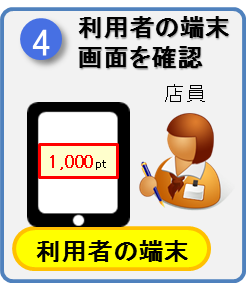 4
利用者の端末
画面を確認
店員
1,000pt
利用者の端末